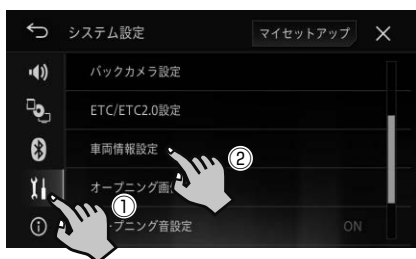 システム設定
マイセットアップ
バックカメラ設定
ETC/ETC2.0設定
車両情報設定
②
オープニング画
①
プニング音設定
ON